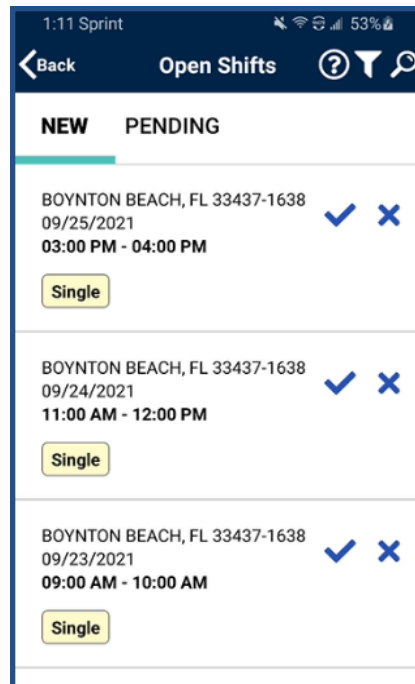 1:11 Sprint 53%
Back Open Shifts ?
NEW PENDING
BOYNTON BEACH, FL 33437-1638
09/25/2021
03:00 PM - 04:00 PM
Single
BOYNTON BEACH, FL 33437-1638
09/24/2021
11:00 AM - 12:00 PM
Single
BOYNTON BEACH, FL 33437-1638
09/23/2021
09:00 AM - 10:00 AM
Single